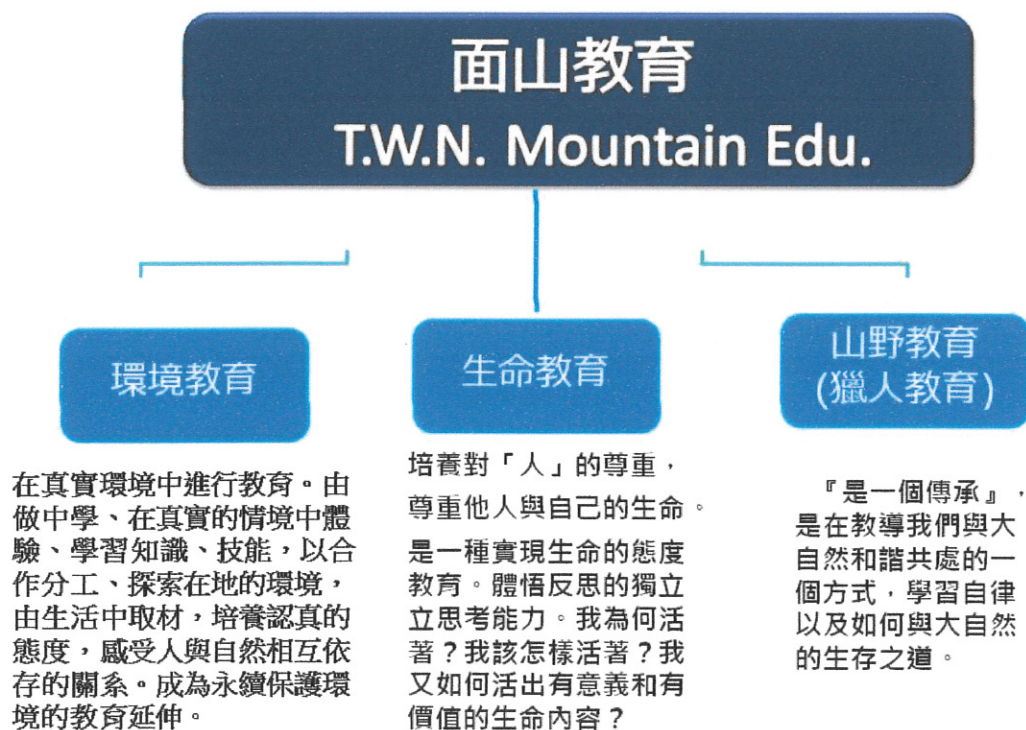 面山教育
T.W.N. Mountain Edu.
環境教育
在真實環境中進行教育。由
做中學、在真實的情境中體
驗、學習知識、技能，以合
作分工、探索在地的環境，
由生活中取材，培養認真的
態度，感受人與自然相互依
存的關系。成為永續保護環
境的教育延伸。
生命教育
培養對「人」的尊重，
尊重他人與自己的生命。
是一種實現生命的態度
教育。體悟反思的獨立
立思考能力。我為何活
著？我該怎樣活著？我
又如何活出有意義和有
價值的生命內容？
山野教育
(獵人教育)
『是一個傳承』，
是在教導我們與大
自然和諧共處的一
個方式，學習自律
以及如何與大自然
的生存之道。